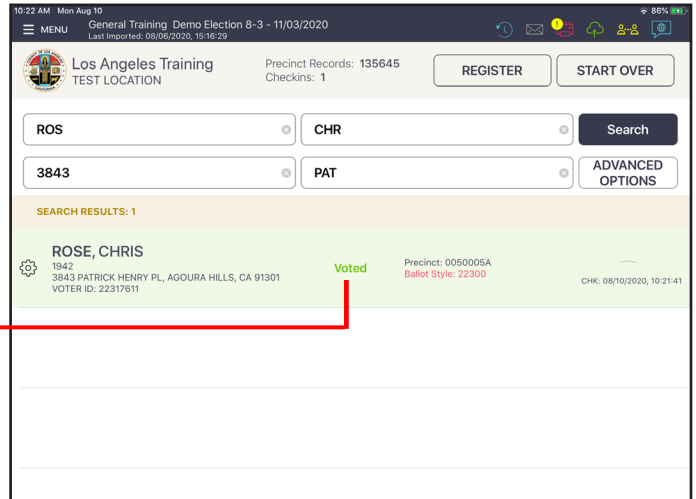 10:22 AM Mon Aug 10 86%
MENU General Training Demo Election 8-3 - 11/03/2020
Last Imported: 08/06/2020, 15:16:29
Los Angeles Training
TEST LOCATION
Precinct Records: 135645
Checkins: 1
REGISTER
START OVER
ROS
CHR
Search
3843
PAT
ADVANCED
OPTIONS
SEARCH RESULTS: 1
ROSE, CHRIS
1942
3843 PATRICK HENRY PL, AGOURA HILLS, CA 91301
VOTER ID: 22317611
Voted
Precinct: 0050005A
Ballot Style: 22300
CHK: 08/10/2020, 10:21:41